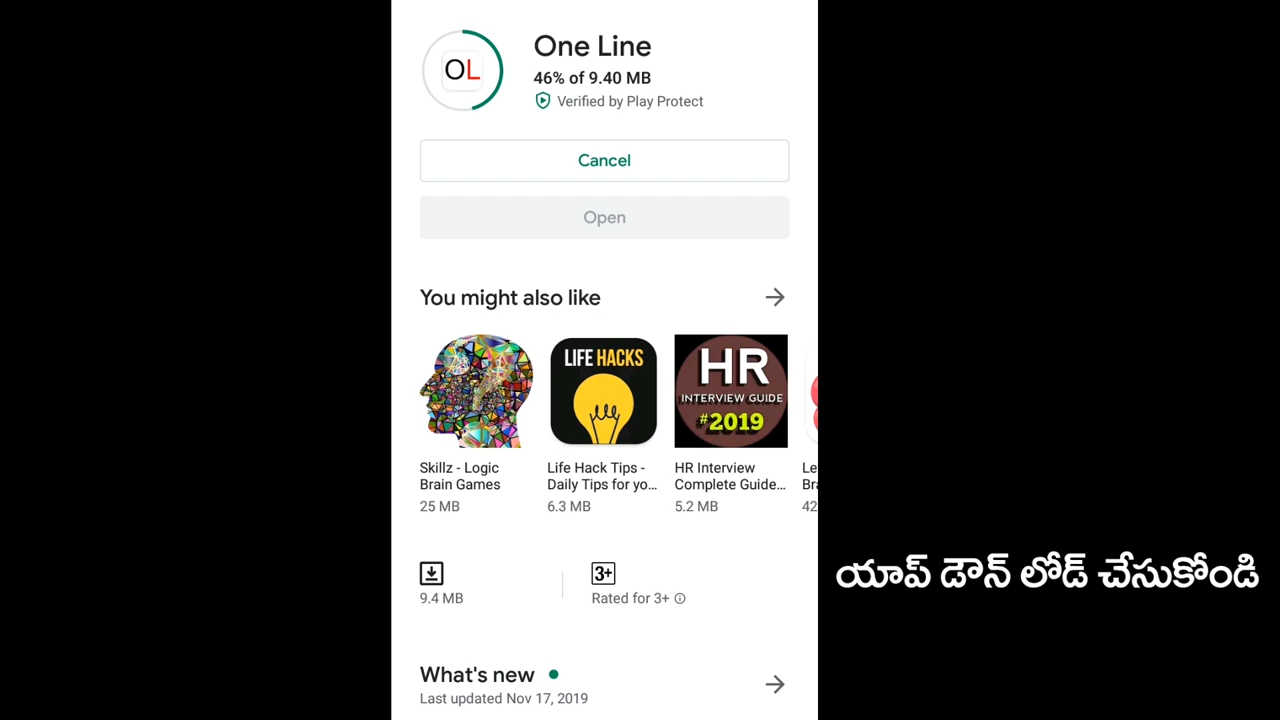 One Line
OL
46% of 9.40 MB
Verified by Play Protect
Cancel
Open
You might also like
LIFE HACKS
HR
INTERVIEW GUIDE
#2019
Skillz - Logic
Brain Games
25 MB
Life Hack Tips -
Daily Tips for yo...
6.3 MB
HR Interview
Complete Guide...
5.2 MB
Le
Bra
42
9.4 MB
3+
Rated for 3+
యాప్ డౌన్ లోడ్ చేసుకోండి
What's new
Last updated Nov 17, 2019